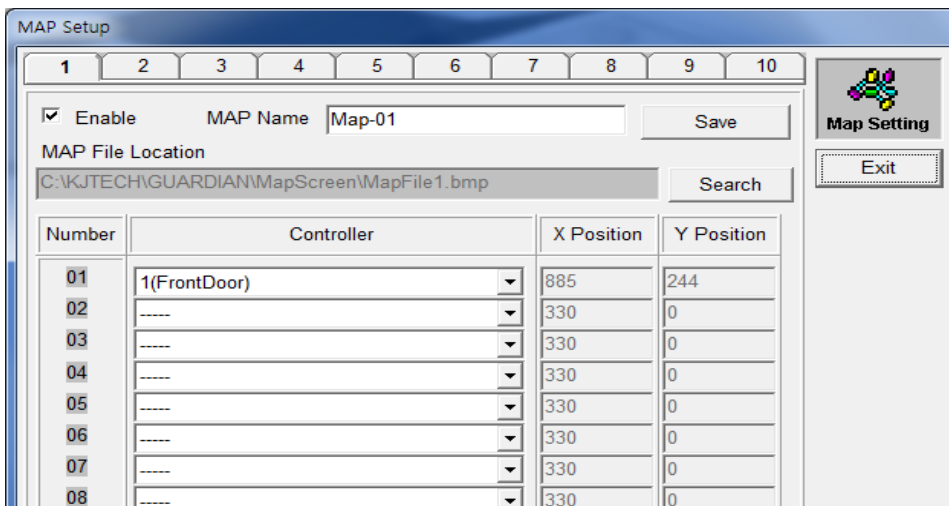 MAP Setup
1 2 3 4 5 6 7 8 9 10
Enable MAP Name Map-01 Save
Map Setting
MAP File Location
Exit
C:\KJTECH\GUARDIAN\MapScreen\MapFile1.bmp Search
Number Controller X Position Y Position
01 1(FrontDoor) 885 244
02 ----- 330 0
03 ----- 330 0
04 ----- 330 0
05 ----- 330 0
06 ----- 330 0
07 ----- 330 0
08 ----- 330 0